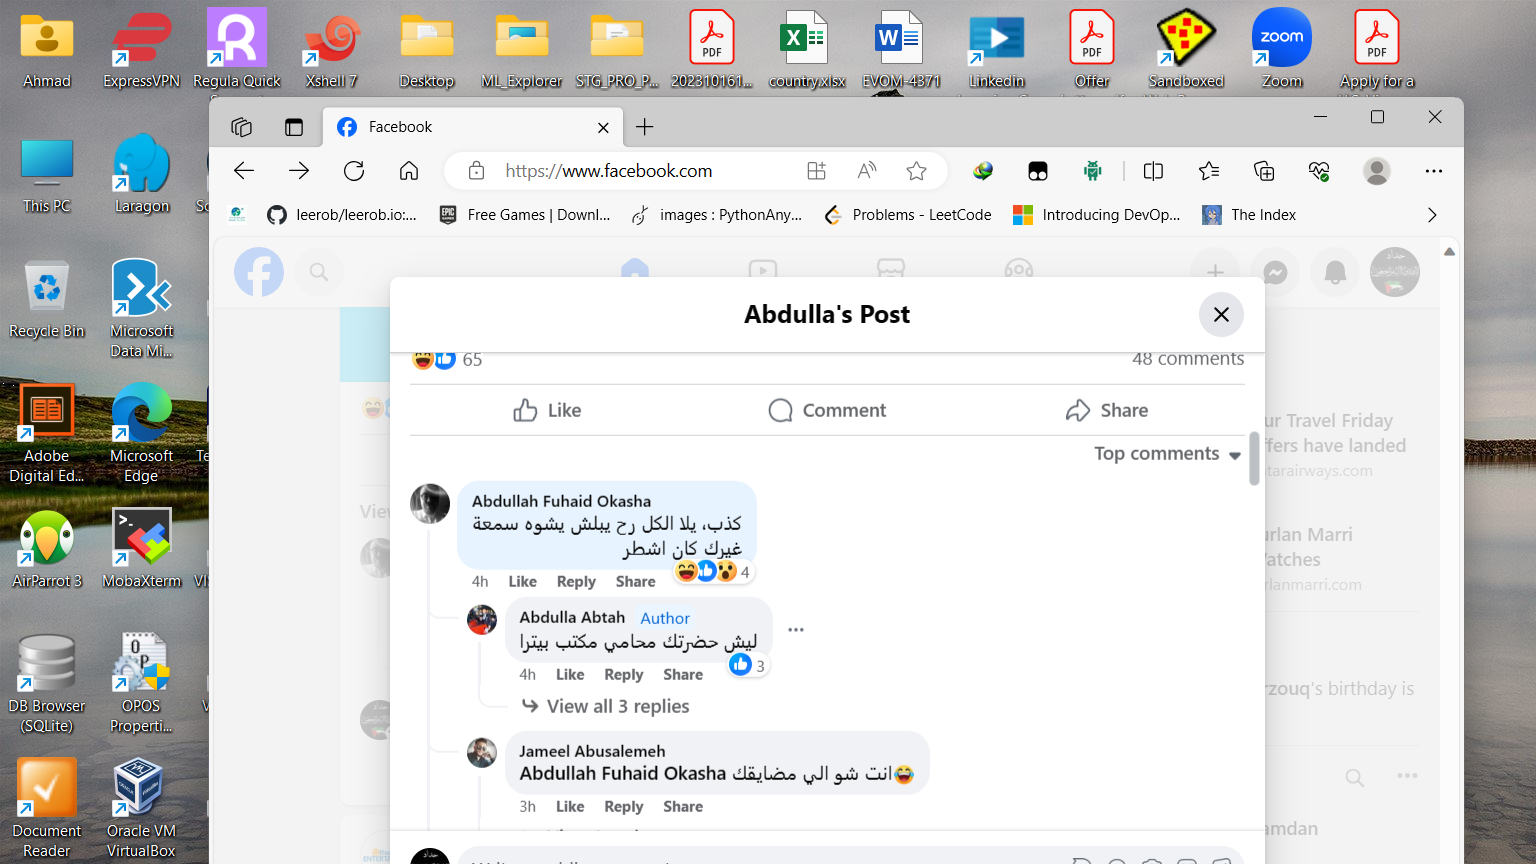 Ahmad
ExpressVPN
Regula Quick
Xshell 7
Desktop
ML_Explorer
STG_PRO_P...
202310161...
country.xlsx
EVOM-4371
Linkedin
Offer
Sandboxed
Zoom
Apply for a
Facebook
This PC
Laragon
https://www.facebook.com
leerob/leerob.io:...
Free Games | Downl...
images : PythonAny...
Problems - LeetCode
Introducing DevOp...
The Index
Recycle Bin
Microsoft
Data Mi...
Abdulla's Post
65
48 comments
Like
Comment
Share
Top comments
ur Travel Friday
ffers have landed
tarairways.com
Adobe
Digital Ed...
Microsoft
Edge
Abdullah Fuhaid Okasha
كذب، يلا الكل رح يبلش يشوه سمعة
غيرك كان اشطر
4h
Like
Reply
Share
4
urlan Marri
Vatches
rlanmarri.com
AirParrot 3
MobaXterm
Abdulla Abtah
Author
ليش حضرتك محامي مكتب بيترا
4h
Like
Reply
Share
3
View all 3 replies
rzouq's birthday is
DB Browser
(SQLite)
OPOS
Properti...
Jameel Abusalemeh
Abdullah Fuhaid Okasha انت شو الي مضايقك
3h
Like
Reply
Share
amdan
Document
Reader
Oracle VM
VirtualBox